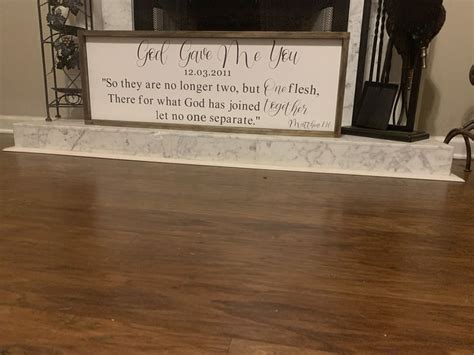 God Gave Me You
12.03.2011
"So they are no longer two, but One flesh,
There for what God has joined together
let no one separate."
Matthew